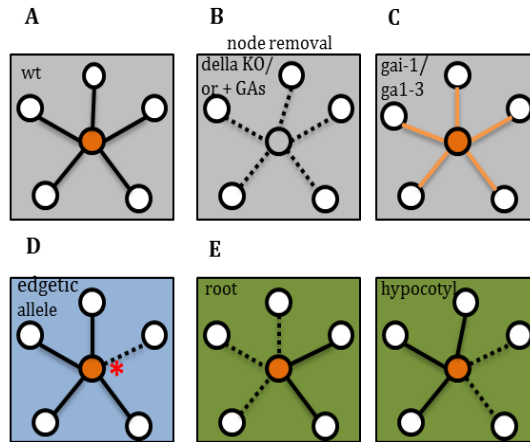 A
wt
B
node removal
della KO/
or + GAs
C
gai-1/
ga1-3
D
edgetic
allele
*
E
root
hypocotyl